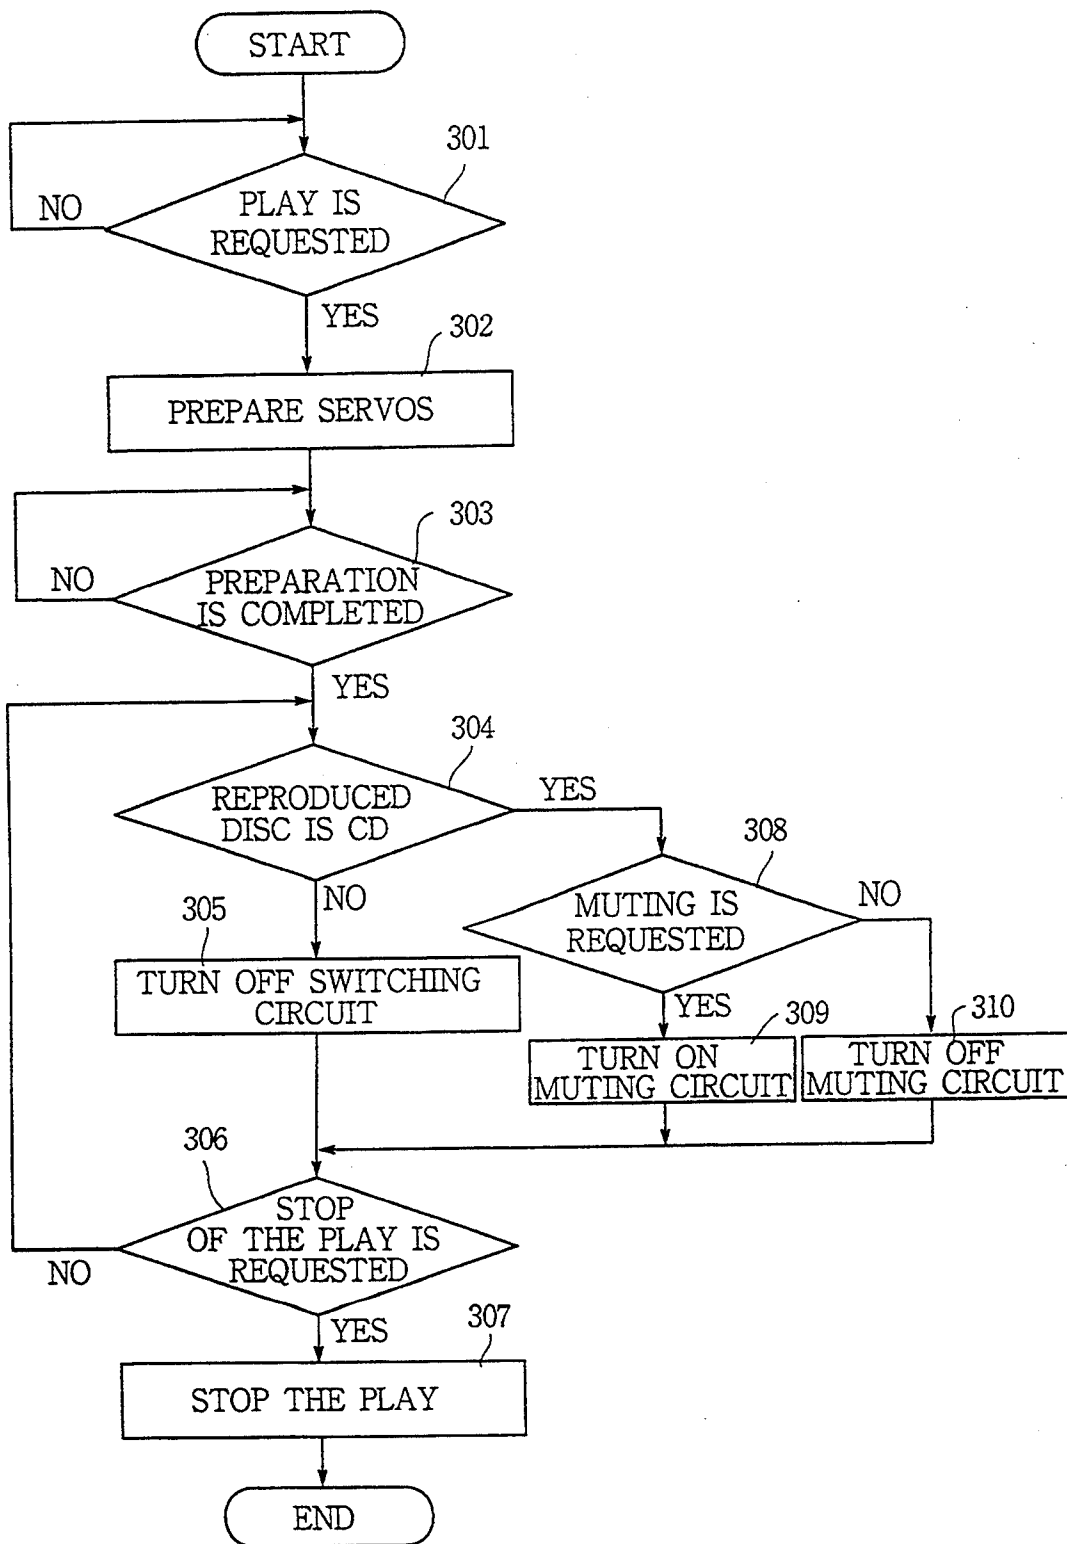 START
301
PLAY IS
REQUESTED
NO
YES
302
PREPARE SERVOS
303
PREPARATION
IS COMPLETED
NO
YES
304
REPRODUCED
DISC IS CD
YES
NO
308
MUTING IS
REQUESTED
NO
YES
305
TURN OFF SWITCHING
CIRCUIT
309
TURN ON
MUTING CIRCUIT
310
TURN OFF
MUTING CIRCUIT
306
STOP
OF THE PLAY IS
REQUESTED
NO
YES
307
STOP THE PLAY
END